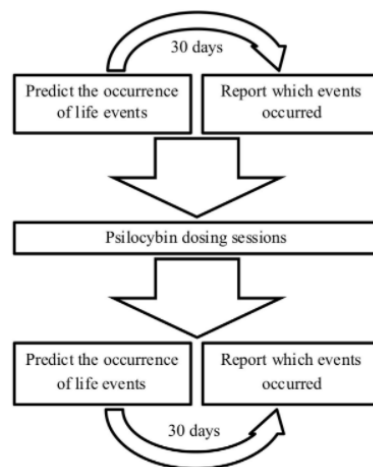 30 days
Predict the occurrence
of life events
Report which events
occurred
Psilocybin dosing sessions
Predict the occurrence
of life events
Report which events
occurred
30 days